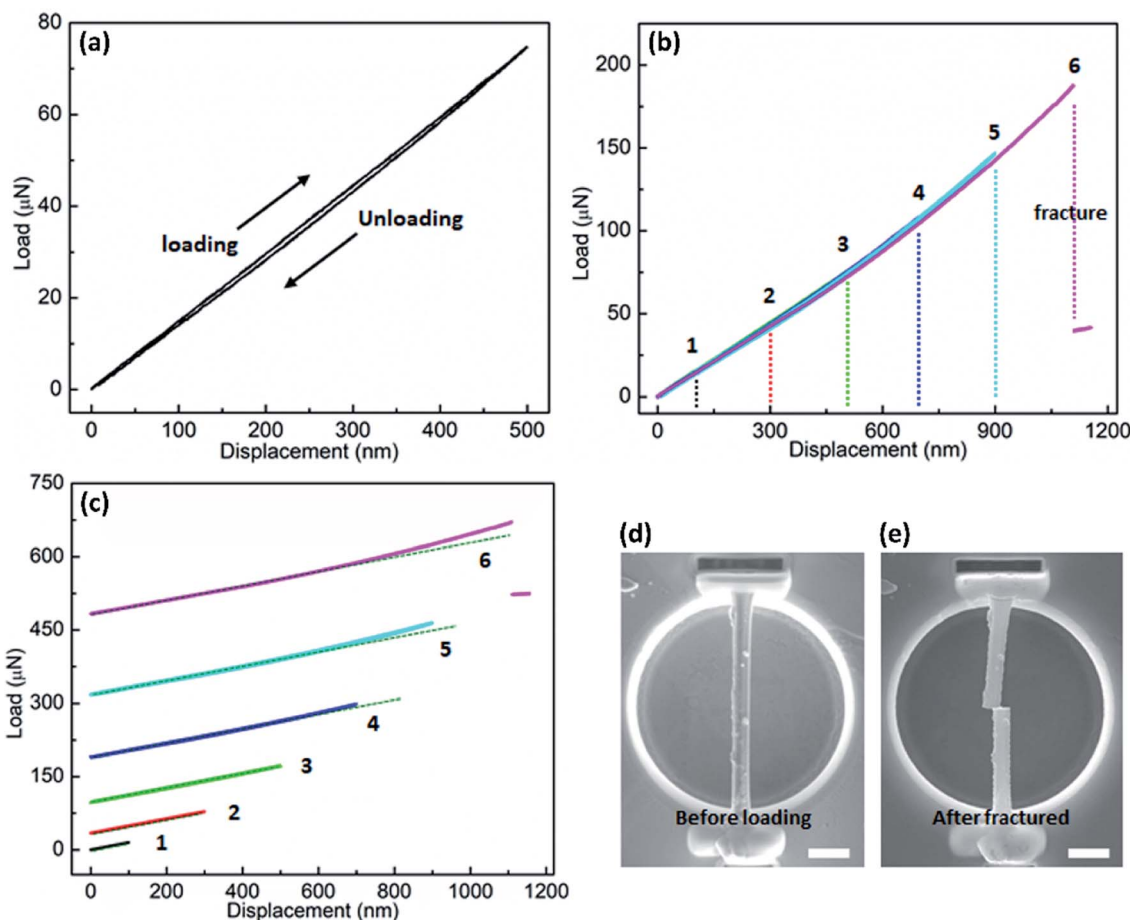 (a)
80
60
40
20
0
Load (μN)
loading
Unloading
0 100 200 300 400 500
Displacement (nm)
(b)
200
150
100
50
0
Load (μN)
1
2
3
4
5
6
fracture
0 300 600 900 1200
Displacement (nm)
(c)
750
600
450
300
150
0
Load (μN)
6
5
4
3
2
1
0 200 400 600 800 1000 1200
Displacement (nm)
(d)
Before loading
(e)
After fractured